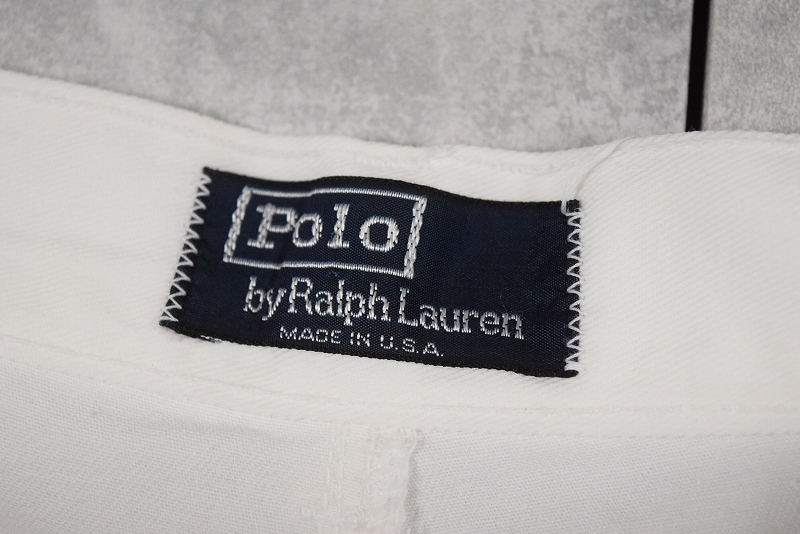 Polo
by Ralph Lauren
MADE IN U.S.A.